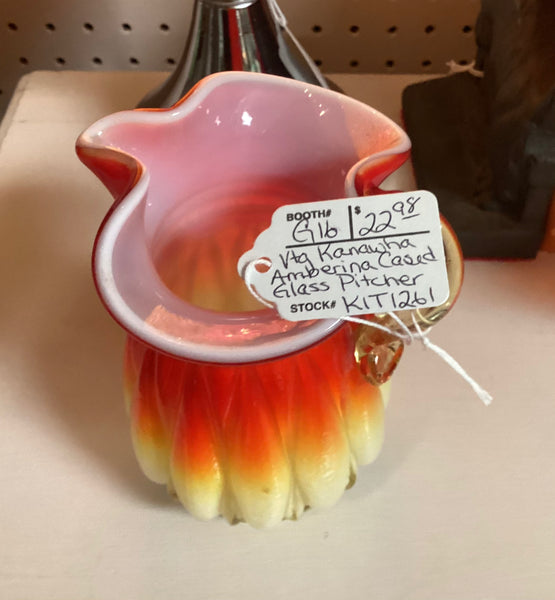 BOOTH# G16 $ 22.98
Vtg Kanawha
Amberina Cased
Glass Pitcher
STOCK# KIT1261